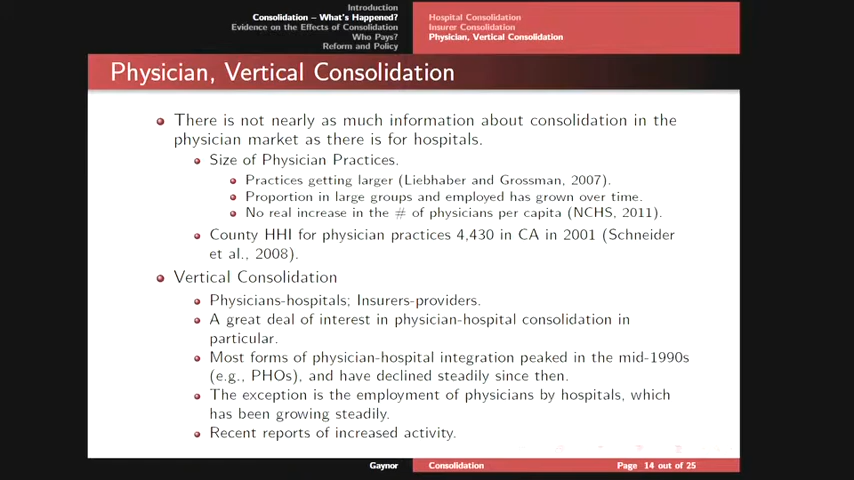 Introduction
Consolidation – What's Happened?
Evidence on the Effects of Consolidation
Who Pays?
Reform and Policy
Hospital Consolidation
Insurer Consolidation
Physician, Vertical Consolidation
Physician, Vertical Consolidation
There is not nearly as much information about consolidation in the
physician market as there is for hospitals.
Size of Physician Practices.
Practices getting larger (Liebhaber and Grossman, 2007).
Proportion in large groups and employed has grown over time.
No real increase in the # of physicians per capita (NCHS, 2011).
County HHI for physician practices 4,430 in CA in 2001 (Schneider
et al., 2008).
Vertical Consolidation
Physicians-hospitals; Insurers-providers.
A great deal of interest in physician-hospital consolidation in
particular.
Most forms of physician-hospital integration peaked in the mid-1990s
(e.g., PHOs), and have declined steadily since then.
The exception is the employment of physicians by hospitals, which
has been growing steadily.
Recent reports of increased activity.
Gaynor
Consolidation
Page 14 out of 25